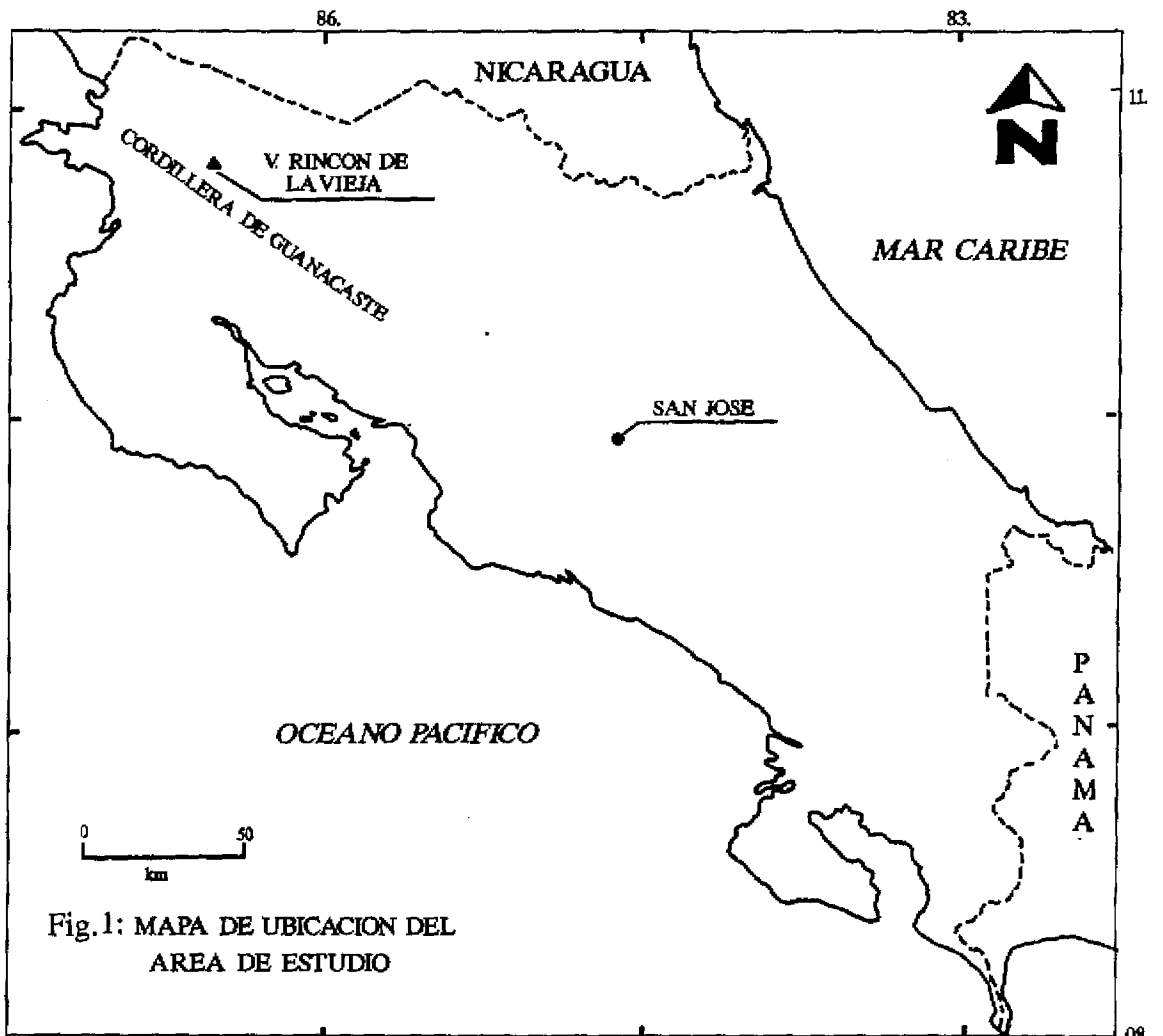 86.
83.
NICARAGUA
11.
N
CORDILLERA DE GUANACASTE
V. RINCON DE
LA VIEJA
MAR CARIBE
SAN JOSE
PANAMA
OCEANO PACIFICO
0 50
km
Fig.1: MAPA DE UBICACION DEL
AREA DE ESTUDIO